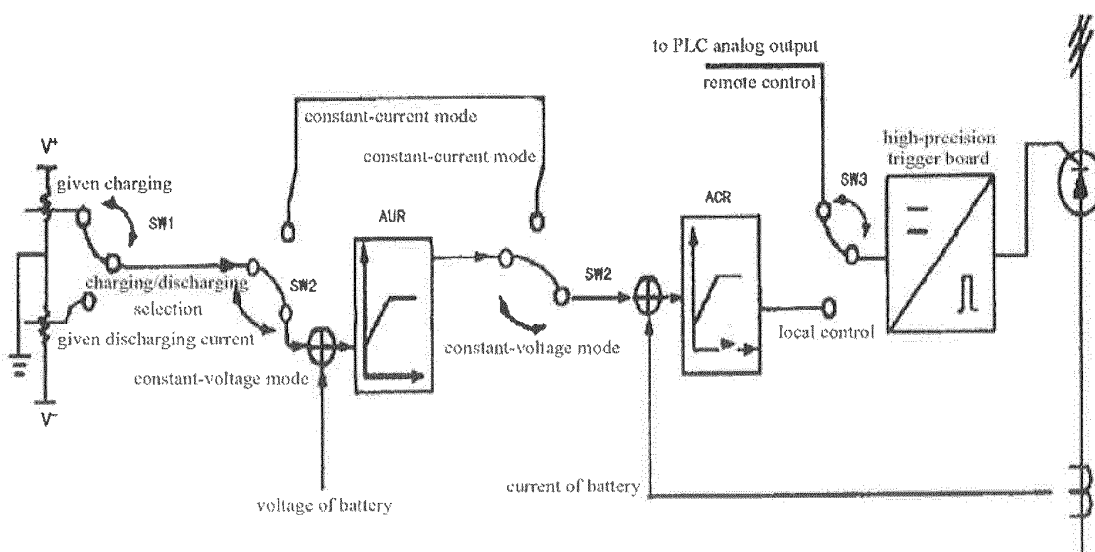 to PLC analog output
remote control
constant-current mode
constant-current mode
high-precision
trigger board
V+
given charging
SW1
AUR
ACR
SW3
charging/discharging
selection
SW2
SW2
given discharging current
constant-voltage mode
constant-voltage mode
local control
V-
voltage of battery
current of battery